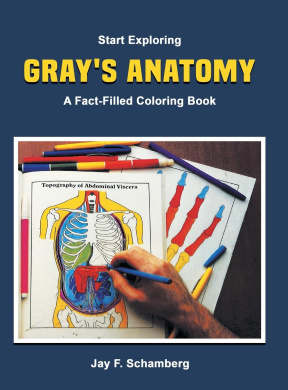 Start Exploring
GRAY'S ANATOMY
A Fact-Filled Coloring Book
Topography of Abdominal Viscera
Jay F. Schamberg